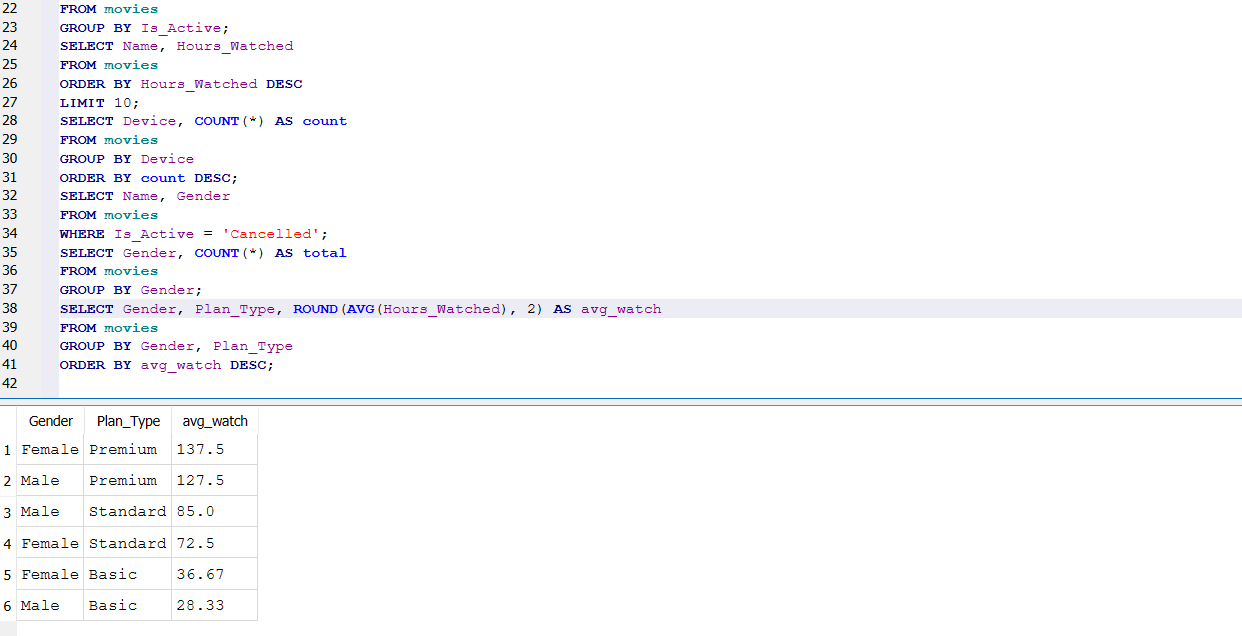 22 FROM movies
23 GROUP BY Is_Active;
24 SELECT Name, Hours_Watched
25 FROM movies
26 ORDER BY Hours_Watched DESC
27 LIMIT 10;
28 SELECT Device, COUNT(*) AS count
29 FROM movies
30 GROUP BY Device
31 ORDER BY count DESC;
32 SELECT Name, Gender
33 FROM movies
34 WHERE Is_Active = 'Cancelled';
35 SELECT Gender, COUNT(*) AS total
36 FROM movies
37 GROUP BY Gender;
38 SELECT Gender, Plan_Type, ROUND(AVG(Hours_Watched), 2) AS avg_watch
39 FROM movies
40 GROUP BY Gender, Plan_Type
41 ORDER BY avg_watch DESC;
42
Gender Plan_Type avg_watch
1 Female Premium 137.5
2 Male Premium 127.5
3 Male Standard 85.0
4 Female Standard 72.5
5 Female Basic 36.67
6 Male Basic 28.33